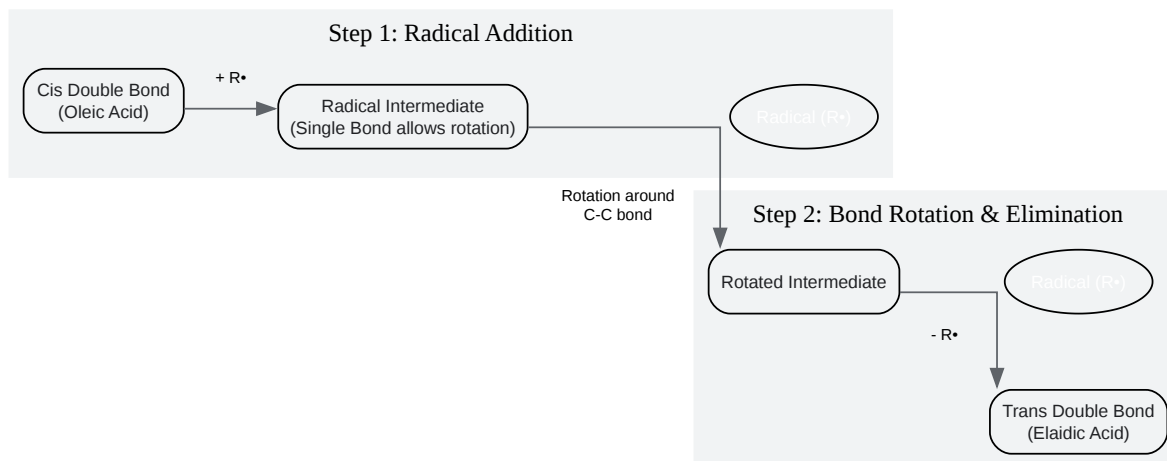 Step 1: Radical Addition
Cis Double Bond
(Oleic Acid)
+ R•
Radical Intermediate
(Single Bond allows rotation)
Radical (R•)
Rotation around
C-C bond
Step 2: Bond Rotation & Elimination
Rotated Intermediate
Radical (R•)
- R•
Trans Double Bond
(Elaidic Acid)